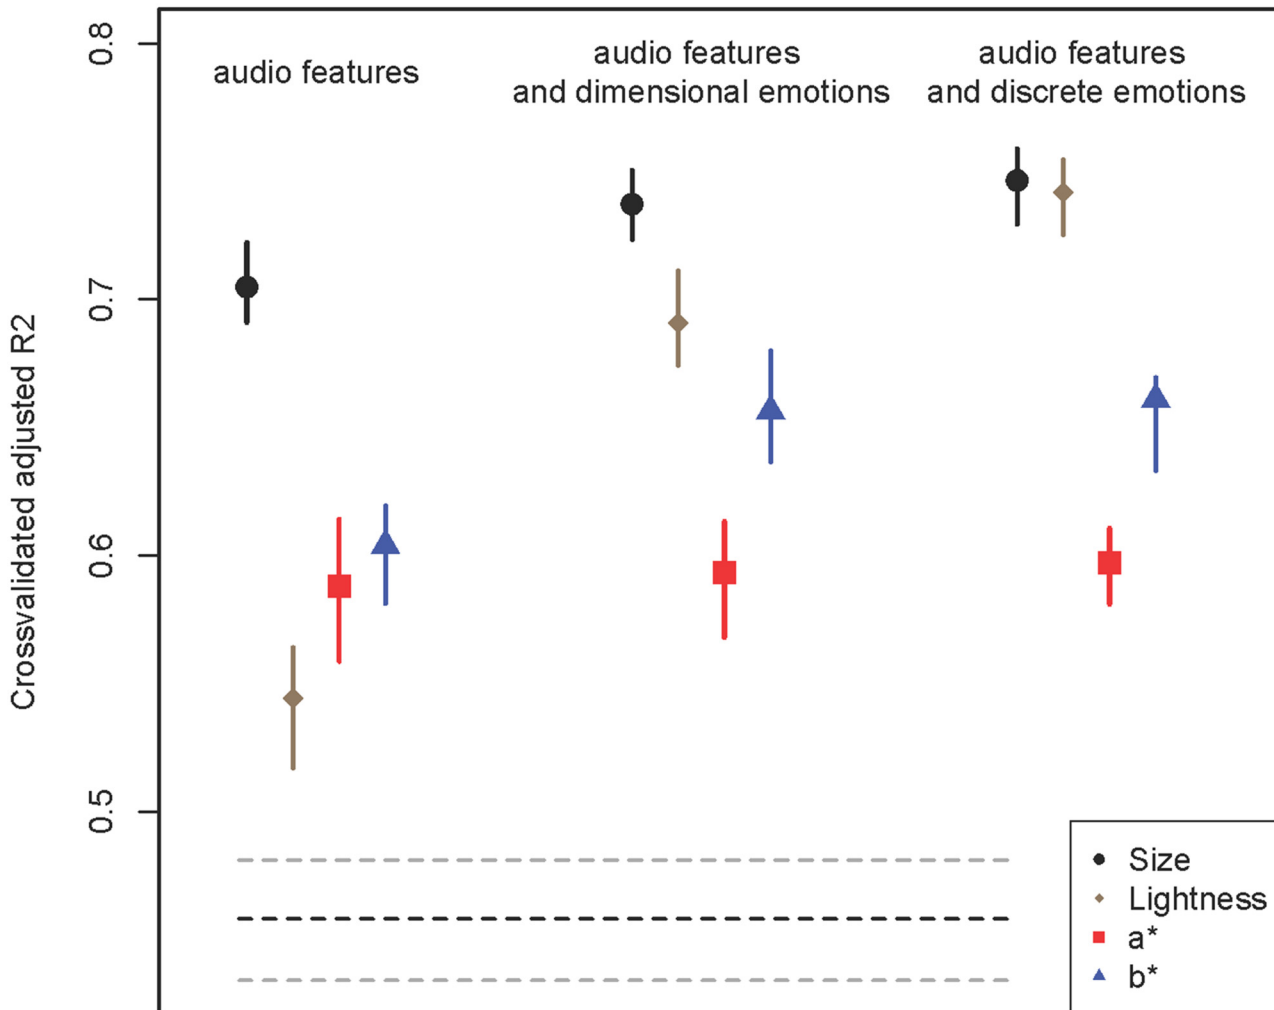 audio features
audio features
and dimensional emotions
audio features
and discrete emotions
Crossvalidated adjusted R2
0.8
0.7
0.6
0.5
Size
Lightness
a*
b*